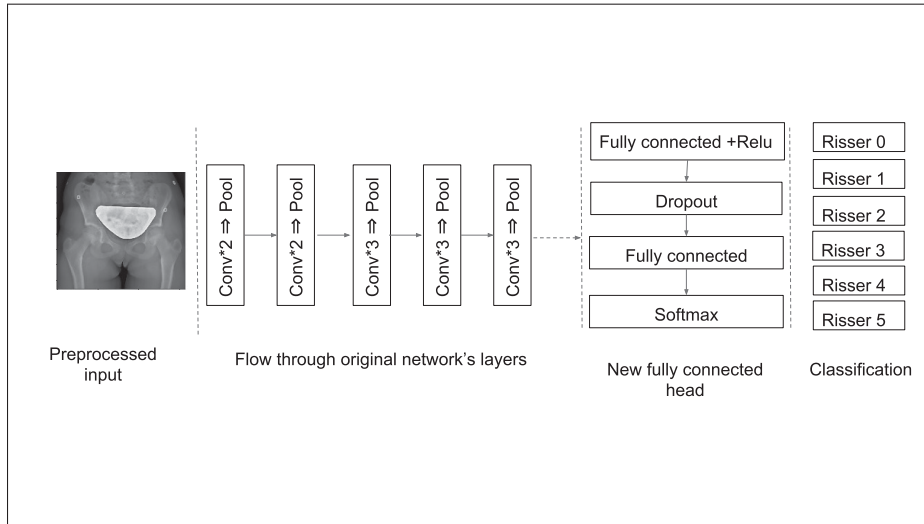 Preprocessed
input
Conv*2 ⇒ Pool
Conv*2 ⇒ Pool
Conv*3 ⇒ Pool
Conv*3 ⇒ Pool
Conv*3 ⇒ Pool
Flow through original network's layers
Fully connected +Relu
Dropout
Fully connected
Softmax
New fully connected
head
Risser 0
Risser 1
Risser 2
Risser 3
Risser 4
Risser 5
Classification